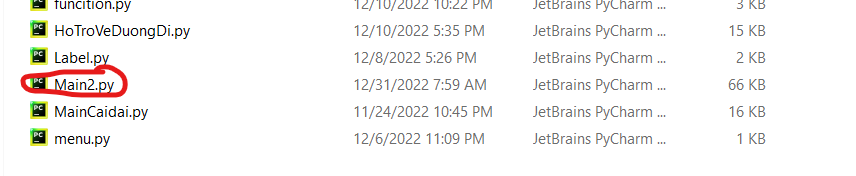 funcition.py 12/10/2022 10:22 PM JetBrains PyCharm ... 3 KB
HoTroVeDuongDi.py 12/10/2022 5:35 PM JetBrains PyCharm ... 15 KB
Label.py 12/8/2022 5:26 PM JetBrains PyCharm ... 2 KB
Main2.py 12/31/2022 7:59 AM JetBrains PyCharm ... 66 KB
MainCaidai.py 11/24/2022 10:45 PM JetBrains PyCharm ... 16 KB
menu.py 12/6/2022 11:09 PM JetBrains PyCharm ... 1 KB